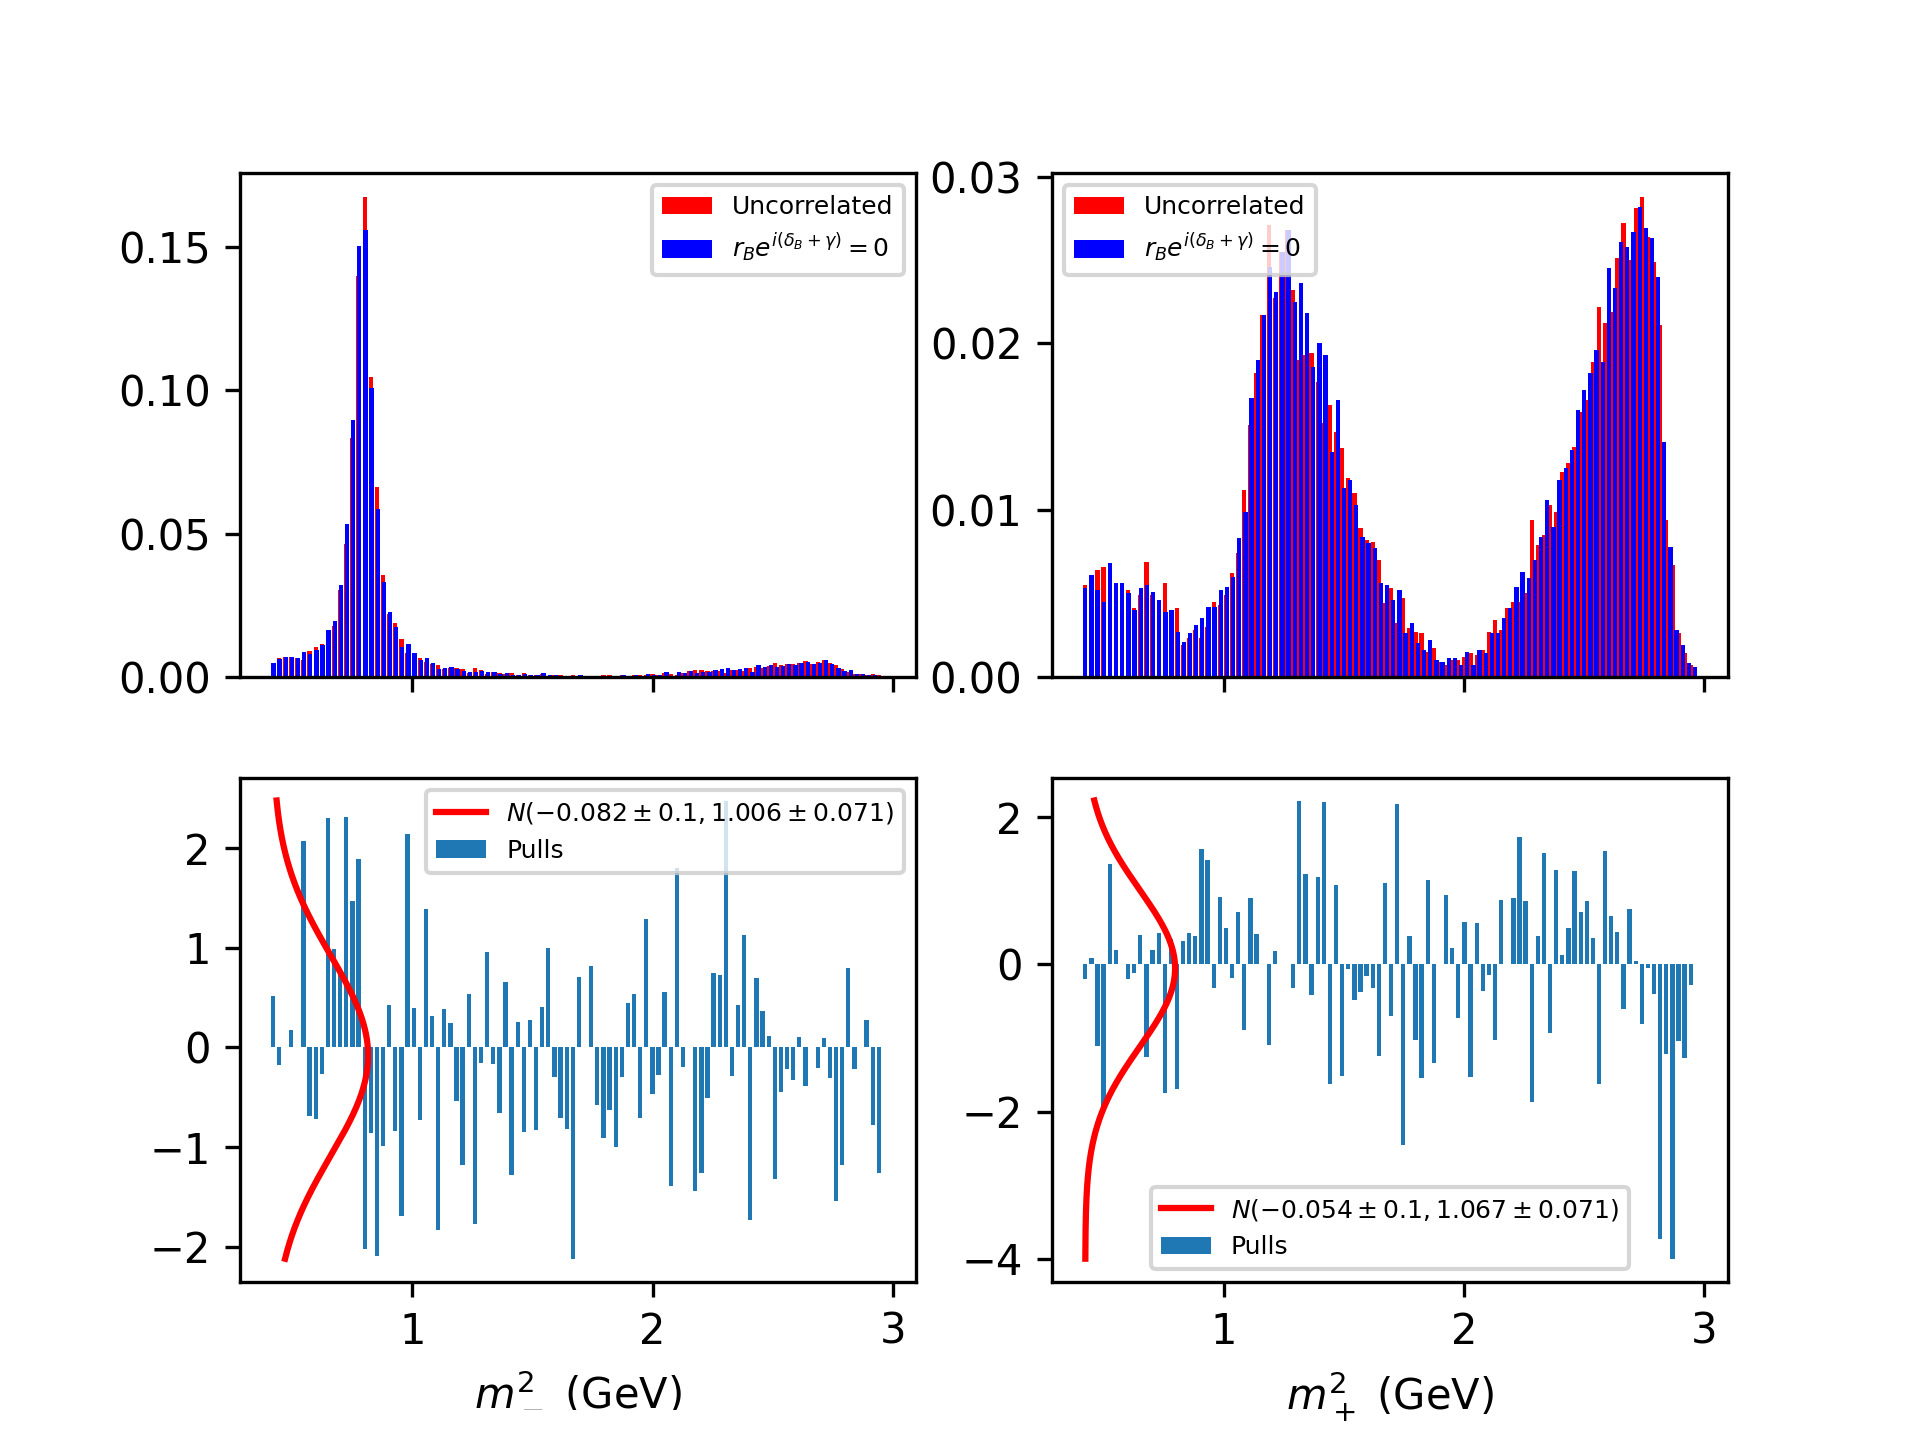 0.15
0.10
0.05
0.00
Uncorrelated
r_B e^{i(δ_B+γ)} = 0
0.03
0.02
0.01
0.00
Uncorrelated
r_B e^{i(δ_B+γ)} = 0
2
1
0
−1
−2
N(−0.082 ± 0.1, 1.006 ± 0.071)
Pulls
1 2 3
m²₋ (GeV)
2
0
−2
−4
N(−0.054 ± 0.1, 1.067 ± 0.071)
Pulls
1 2 3
m²₊ (GeV)